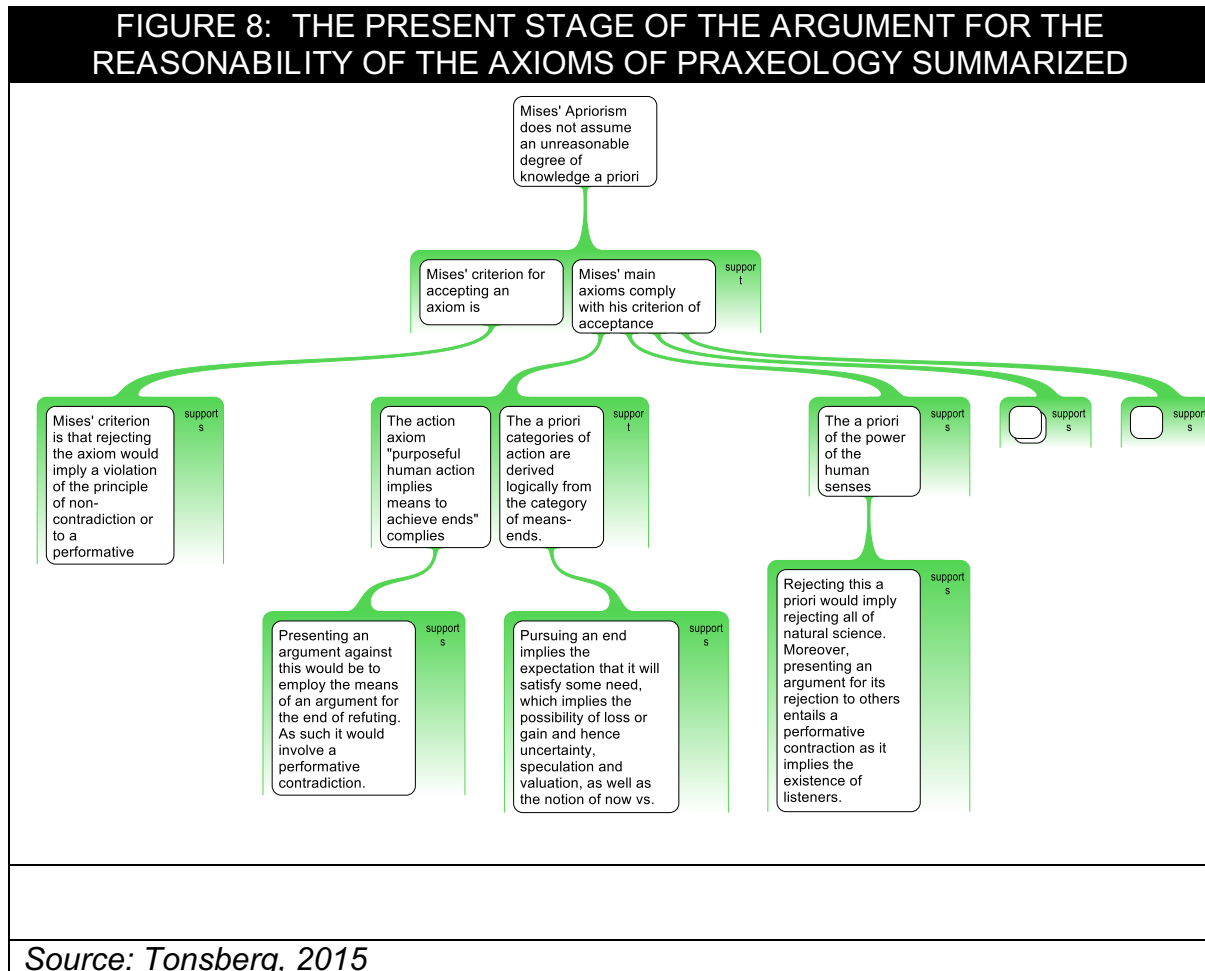 FIGURE 8: THE PRESENT STAGE OF THE ARGUMENT FOR THE
REASONABILITY OF THE AXIOMS OF PRAXEOLOGY SUMMARIZED
Mises' Apriorism
does not assume
an unreasonable
degree of
knowledge a priori
Mises' criterion for
accepting an
axiom is
Mises' main
axioms comply
with his criterion of
acceptance
suppor
t
Mises' criterion
is that rejecting
the axiom would
imply a violation
of the principle
of non-
contradiction or
to a
performative
support
s
The action
axiom
"purposeful
human action
implies
means to
achieve ends"
complies
The a priori
categories of
action are
derived
logically from
the category
of means-
ends.
suppor
t
The a priori
of the power
of the
human
senses
support
s
support
s
support
s
Presenting an
argument against
this would be to
employ the means
of an argument for
the end of refuting.
As such it would
involve a
performative
contradiction.
support
s
Pursuing an end
implies the
expectation that it will
satisfy some need,
which implies the
possibility of loss or
gain and hence
uncertainty,
speculation and
valuation, as well as
the notion of now vs.
support
s
Rejecting this a
priori would imply
rejecting all of
natural science.
Moreover,
presenting an
argument for its
rejection to others
entails a
performative
contraction as it
implies the
existence of
listeners.
support
s
Source: Tonsberg, 2015